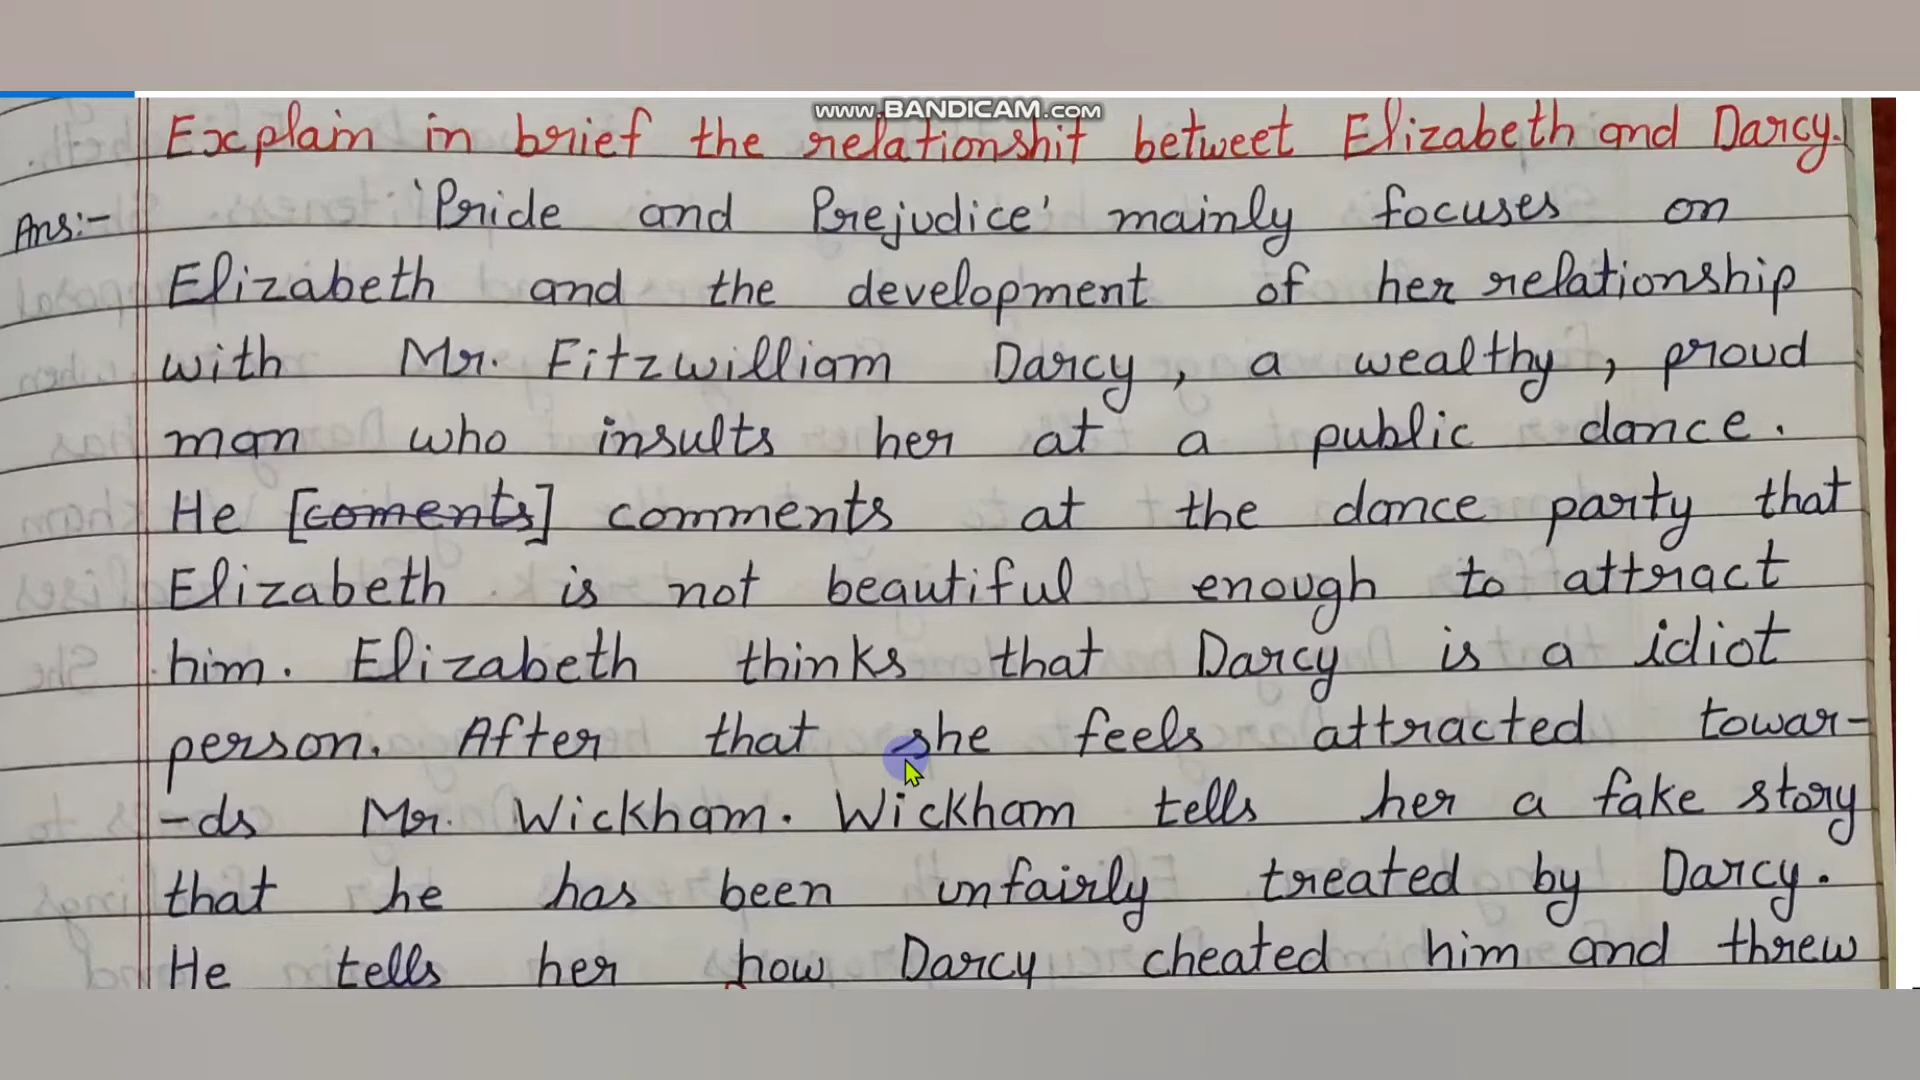 www.BANDICAM.com
Explain in brief the relationshit betweet Elizabeth and Darcy.
Ans:- 'Pride and Prejudice' mainly focuses on
Elizabeth and the development of her relationship
with Mr. Fitzwilliam Darcy, a wealthy, proud
man who insults her at a public dance.
He [coments] comments at the dance party that
Elizabeth is not beautiful enough to attract
him. Elizabeth thinks that Darcy is a idiot
person. After that she feels attracted towar-
-ds Mr. Wickham. Wickham tells her a fake story
that he has been unfairly treated by Darcy.
He tells her how Darcy cheated him and threw